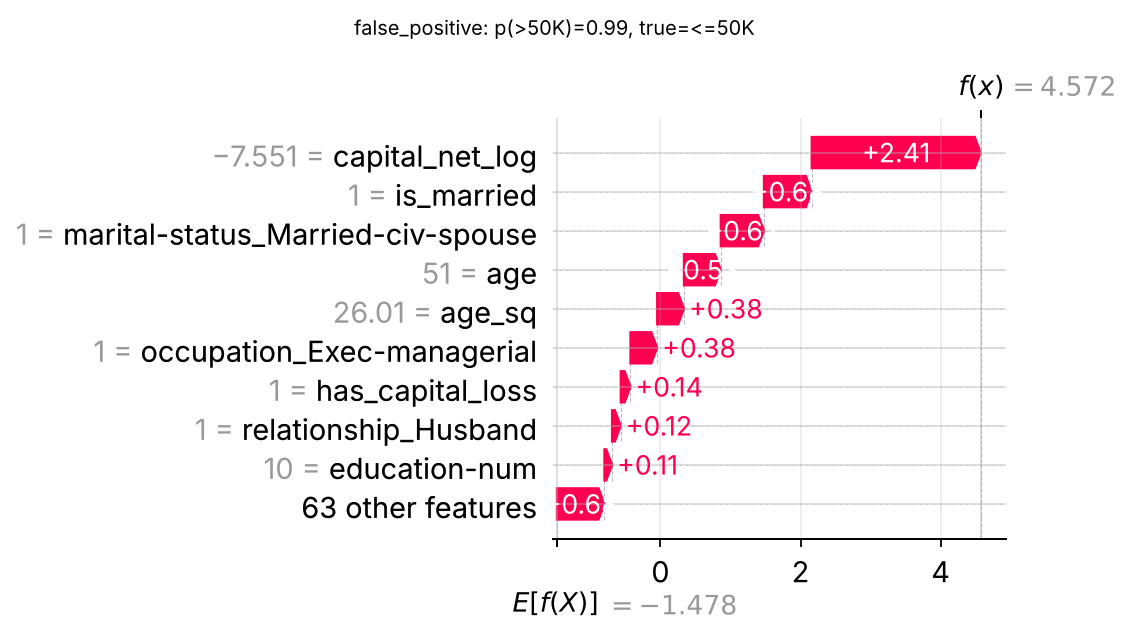 false_positive: p(>50K)=0.99, true=<=50K
f(x) = 4.572
−7.551 = capital_net_log +2.41
1 = is_married 0.6
1 = marital-status_Married-civ-spouse 0.6
51 = age 0.5
26.01 = age_sq +0.38
1 = occupation_Exec-managerial +0.38
1 = has_capital_loss +0.14
1 = relationship_Husband +0.12
10 = education-num +0.11
63 other features 0.6
0 2 4
E[f(X)] = −1.478